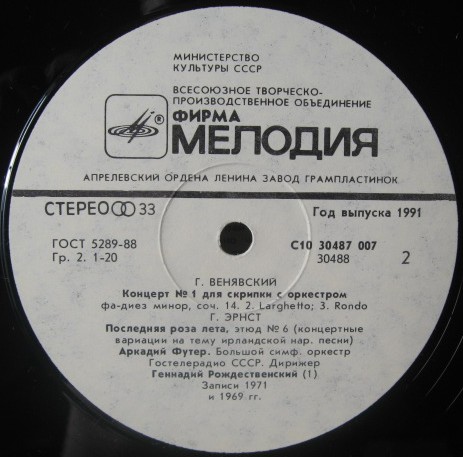 МИНИСТЕРСТВО
КУЛЬТУРЫ СССР
ВСЕСОЮЗНОЕ ТВОРЧЕСКО-
-ПРОИЗВОДСТВЕННОЕ ОБЪЕДИНЕНИЕ
®
ФИРМА
МЕЛОДИЯ
АПРЕЛЕВСКИЙ ОРДЕНА ЛЕНИНА ЗАВОД ГРАМПЛАСТИНОК
СТЕРЕО 33
Год выпуска 1991
ГОСТ 5289-88
С10 30487 007
Гр. 2. 1-20
30488
2
Г. ВЕНЯВСКИЙ
Концерт № 1 для скрипки с оркестром
фа-диез минор, соч. 14. 2. Larghetto; 3. Rondo
Г. ЭРНСТ
Последняя роза лета, этюд № 6 (концертные
вариации на тему ирландской нар. песни)
Аркадий Футер. Большой симф. оркестр
Гостелерадио СССР. Дирижер
Геннадий Рождественский (1)
Записи 1971
и 1969 гг.